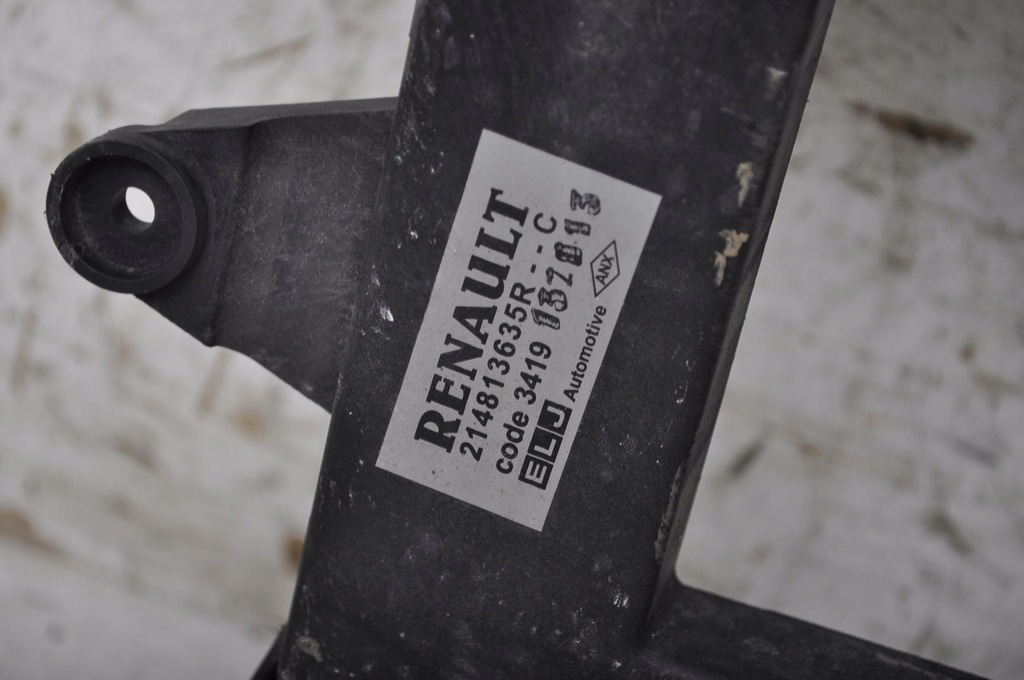 RENAULT
214813635R---C
code 3419
ELJ Automotive ANX